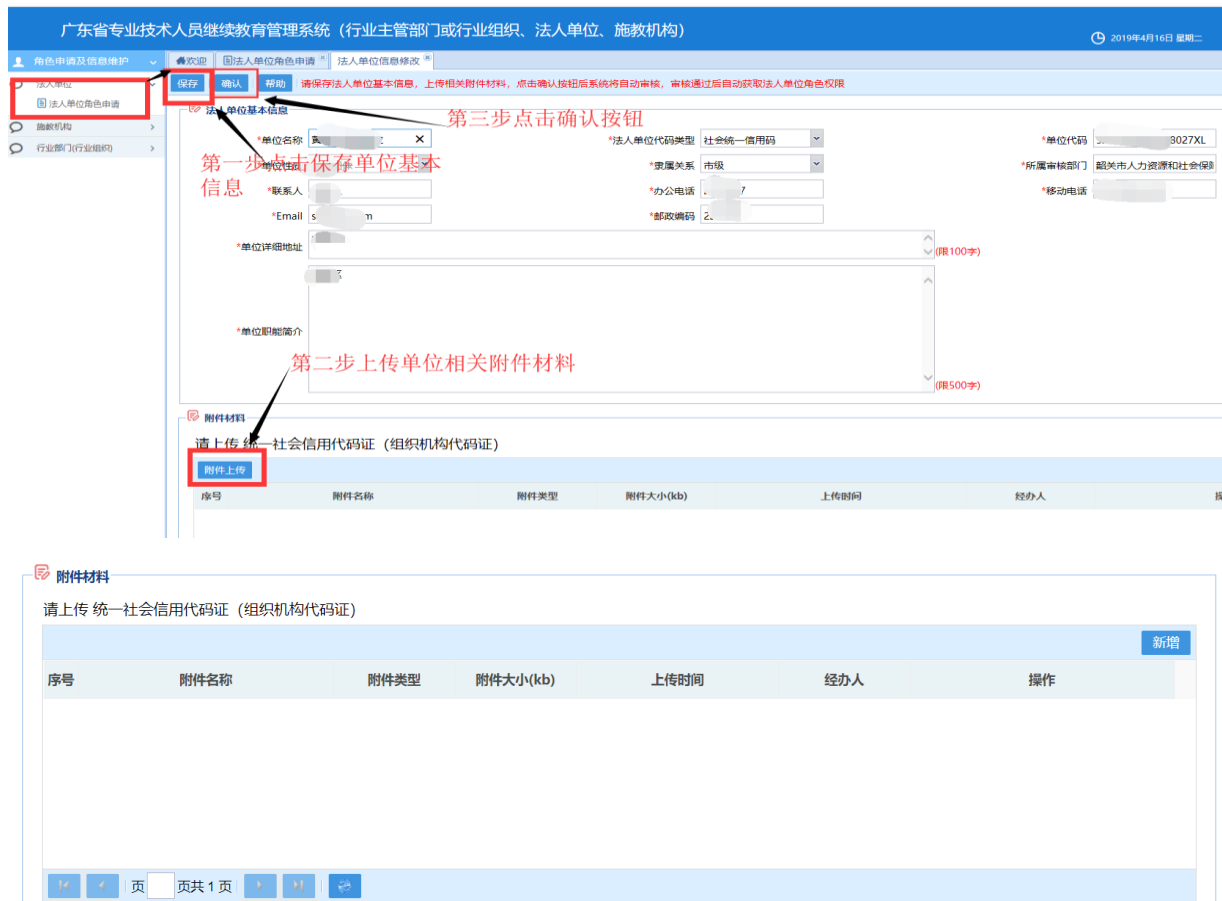 广东省专业技术人员继续教育管理系统（行业主管部门或行业组织、法人单位、施教机构）
2019年4月16日 星期二
角色申请及信息维护
欢迎 法人单位角色申请 法人单位信息修改
法人单位
法人单位角色申请
施教机构
行业部门(行业组织)
保存 确认 帮助 请保存法人单位基本信息，上传相关附件材料，点击确认按钮后系统将自动审核，审核通过后自动获取法人单位角色权限
法人单位基本信息
第三步点击确认按钮
*单位名称 *法人单位代码类型 社会统一信用码 *单位代码 3027XL
第一步点击保存单位基本信息
*单位性质 *隶属关系 市级 *所属审核部门 韶关市人力资源和社会保
*联系人 *办公电话 7 *移动电话
*Email s m *邮政编码 2
*单位详细地址 (限100字)
*单位职能简介
第二步上传单位相关附件材料
(限500字)
附件材料
请上传 统一社会信用代码证（组织机构代码证）
附件上传
序号 附件名称 附件类型 附件大小(kb) 上传时间 经办人
附件材料
请上传 统一社会信用代码证（组织机构代码证）
新增
序号 附件名称 附件类型 附件大小(kb) 上传时间 经办人 操作
页 页共 1 页